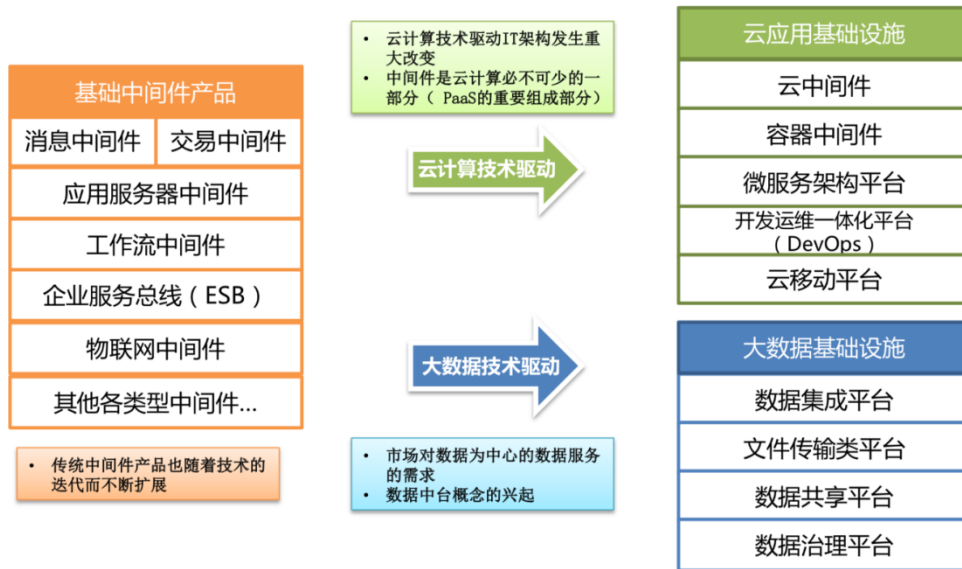 基础中间件产品
消息中间件 交易中间件
应用服务器中间件
工作流中间件
企业服务总线（ESB）
物联网中间件
其他各类型中间件...
• 传统中间件产品也随着技术的
迭代而不断扩展
• 云计算技术驱动IT架构发生重
大改变
• 中间件是云计算必不可少的一
部分（ PaaS的重要组成部分）
云计算技术驱动
大数据技术驱动
• 市场对数据为中心的数据服务
的需求
• 数据中台概念的兴起
云应用基础设施
云中间件
容器中间件
微服务架构平台
开发运维一体化平台
（DevOps）
云移动平台
大数据基础设施
数据集成平台
文件传输类平台
数据共享平台
数据治理平台